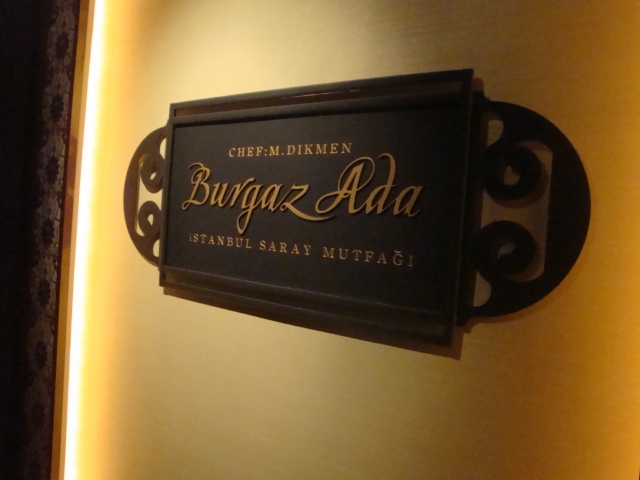 CHEF:M.DIKMEN
Burgaz Ada
İSTANBUL SARAY MUTFAĞI